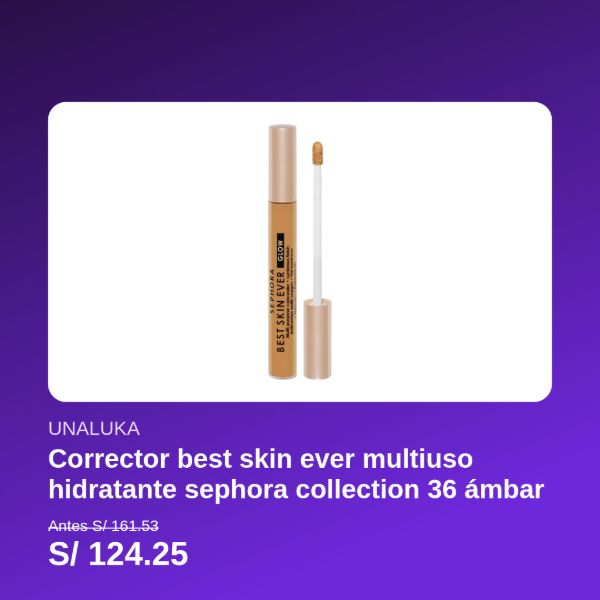 SEPHORA
BEST SKIN EVER GLOW
UNALUKA
Corrector best skin ever multiuso
hidratante sephora collection 36 ámbar
Antes S/ 161.53
S/ 124.25